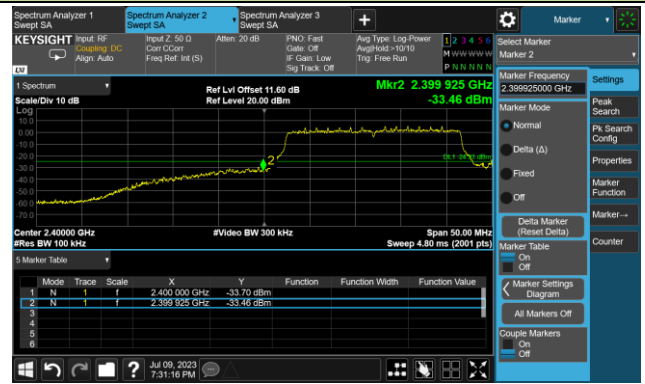 Spectrum Analyzer 1
Swept SA
Spectrum Analyzer 2
Swept SA
Spectrum Analyzer 3
Swept SA
Marker
KEYSIGHT
Input: RF
Coupling: DC
Align: Auto
Input Z: 50 Ω
Corr CCorr
Freq Ref: Int (S)
Atten: 20 dB
PNO: Fast
Gate: Off
IF Gain: Low
Sig Track: Off
Avg Type: Log-Power
Avg|Hold:>10/10
Trig: Free Run
1 2 3 4 5 6
M W W W W W
P N N N N N
LXI
Select Marker
Marker 2
1 Spectrum
Scale/Div 10 dB
Log
Ref Lvl Offset 11.60 dB
Ref Level 20.00 dBm
Mkr2 2.399 925 GHz
-33.46 dBm
10.0
0.00
-10.0
-20.0
-30.0
-40.0
-50.0
-60.0
-70.0
2
Center 2.40000 GHz
#Res BW 100 kHz
#Video BW 300 kHz
Span 50.00 MHz
Sweep 4.80 ms (2001 pts)
5 Marker Table
Mode Trace Scale X Y Function Function Width Function Value
1 N 1 f 2.400 000 GHz -33.70 dBm
2 N 1 f 2.399 925 GHz -33.46 dBm
3
4
5
6
Marker Frequency
2.399925000 GHz
Marker Mode
Normal
Delta (Δ)
Fixed
Off
Delta Marker
(Reset Delta)
Marker Table
On
Off
Marker Settings
Diagram
All Markers Off
Couple Markers
On
Off
Settings
Peak
Search
Pk Search
Config
Properties
Marker
Function
Marker→
Counter
?
Jul 09, 2023
7:31:16 PM